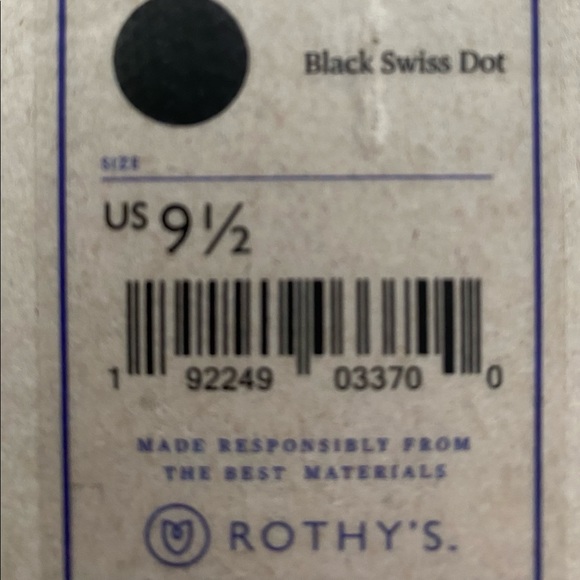 Black Swiss Dot
SIZE
US 9 ½
1 92249 03370 0
MADE RESPONSIBLY FROM
THE BEST MATERIALS
ROTHY'S.